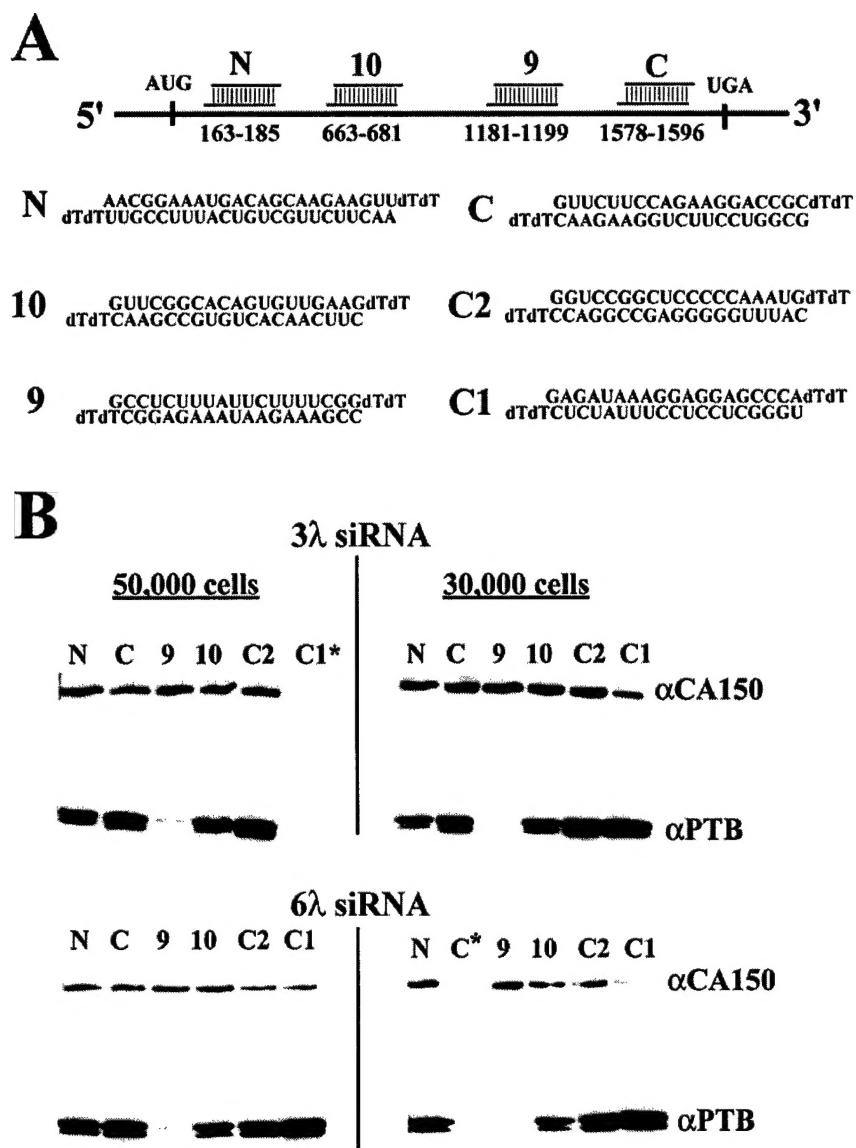 A
N 10 9 C
AUG UGA
5' 3'
163-185 663-681 1181-1199 1578-1596
N AACGGAAAUGACAGCAAGAAGUUdTdT
dTdTUUGCCUUUACUGUCGUUCUUCAA
C GUUCUUCCAGAAGGACCGCdTdT
dTdTCAAGAAGGUCUUCCUGGCG
10 GUUCGGCACAGUGUUGAAGdTdT
dTdTCAAGCCGUGUCACAACUUC
C2 GGUCCGGCUCCCCCAAAUGdTdT
dTdTCCAGGCCGAGGGGGUUUAC
9 GCCUCUUUAUUCUUUUCGGdTdT
dTdTCGGAGAAAUAAGAAAGCC
C1 GAGAUAAAGGAGGAGCCCAdTdT
dTdTCUCUAUUUCCUCCUCGGGU
B
3λ siRNA
50,000 cells 30,000 cells
N C 9 10 C2 C1* N C 9 10 C2 C1
αCA150
αPTB
6λ siRNA
N C 9 10 C2 C1 N C* 9 10 C2 C1
αCA150
αPTB